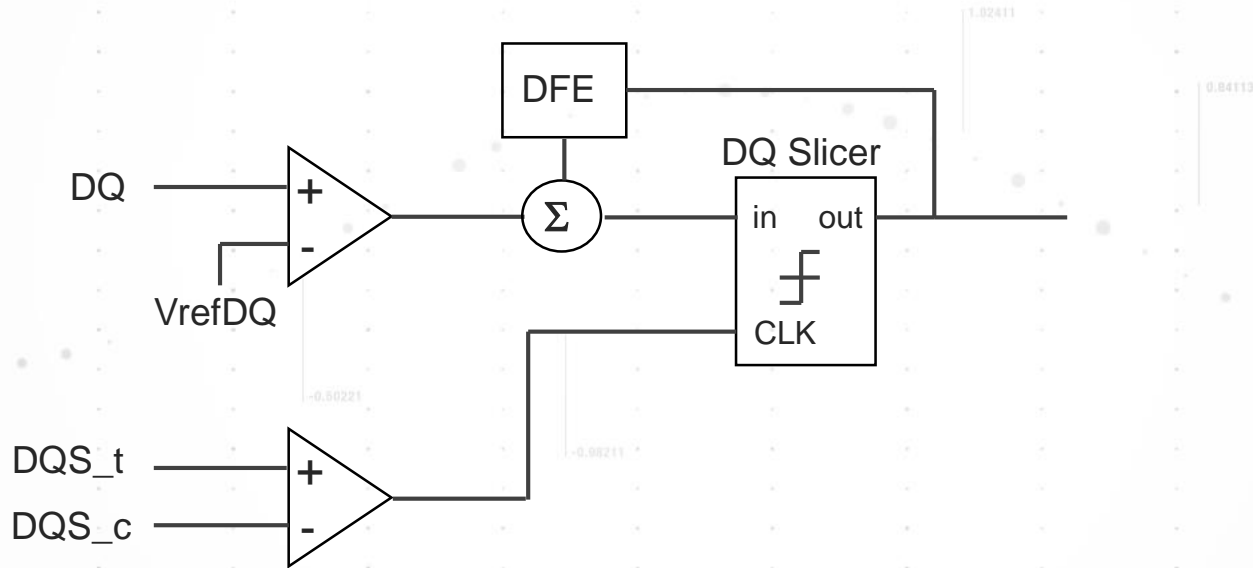 1.02411
0.84113
DFE
DQ Slicer
DQ
+
-
Σ
in
out
VrefDQ
CLK
-0.50221
-0.98211
DQS_t
+
DQS_c
-